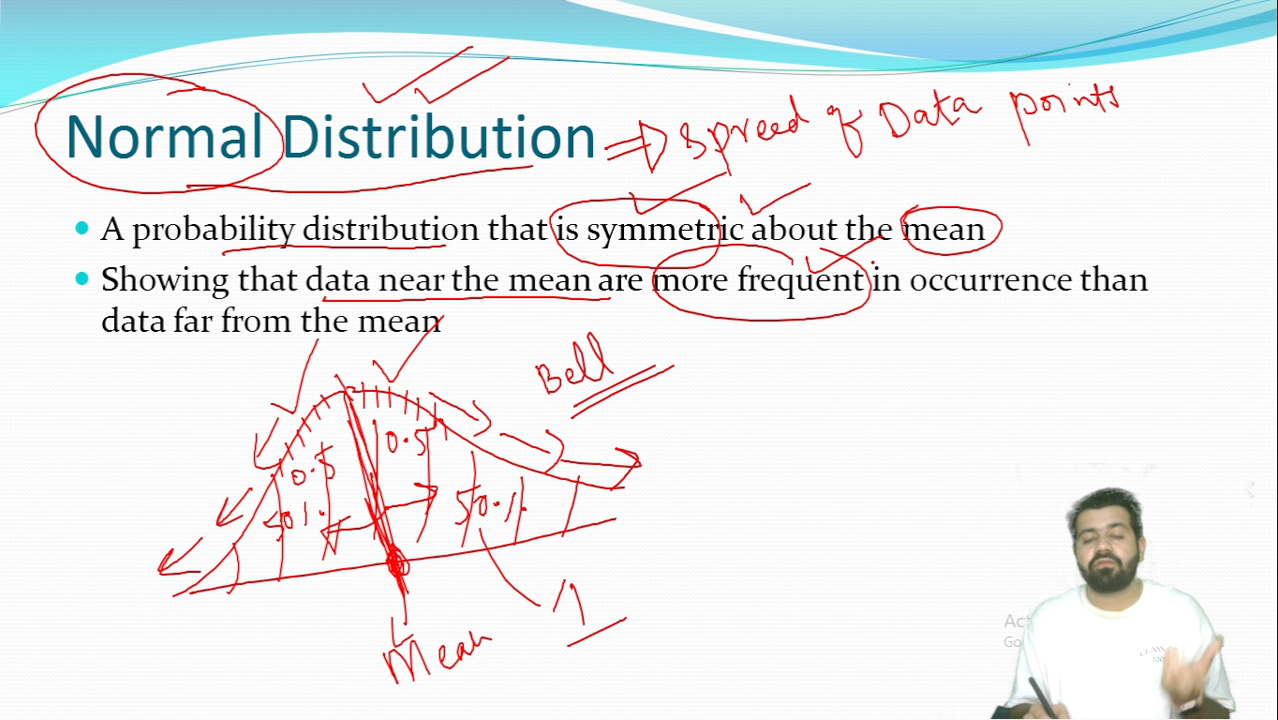 Normal Distribution ⇒ Spreed of Data points
• A probability distribution that is symmetric about the mean
• Showing that data near the mean are more frequent in occurrence than
data far from the mean
Bell
0.5 0.5
50% 50%
1
Mean